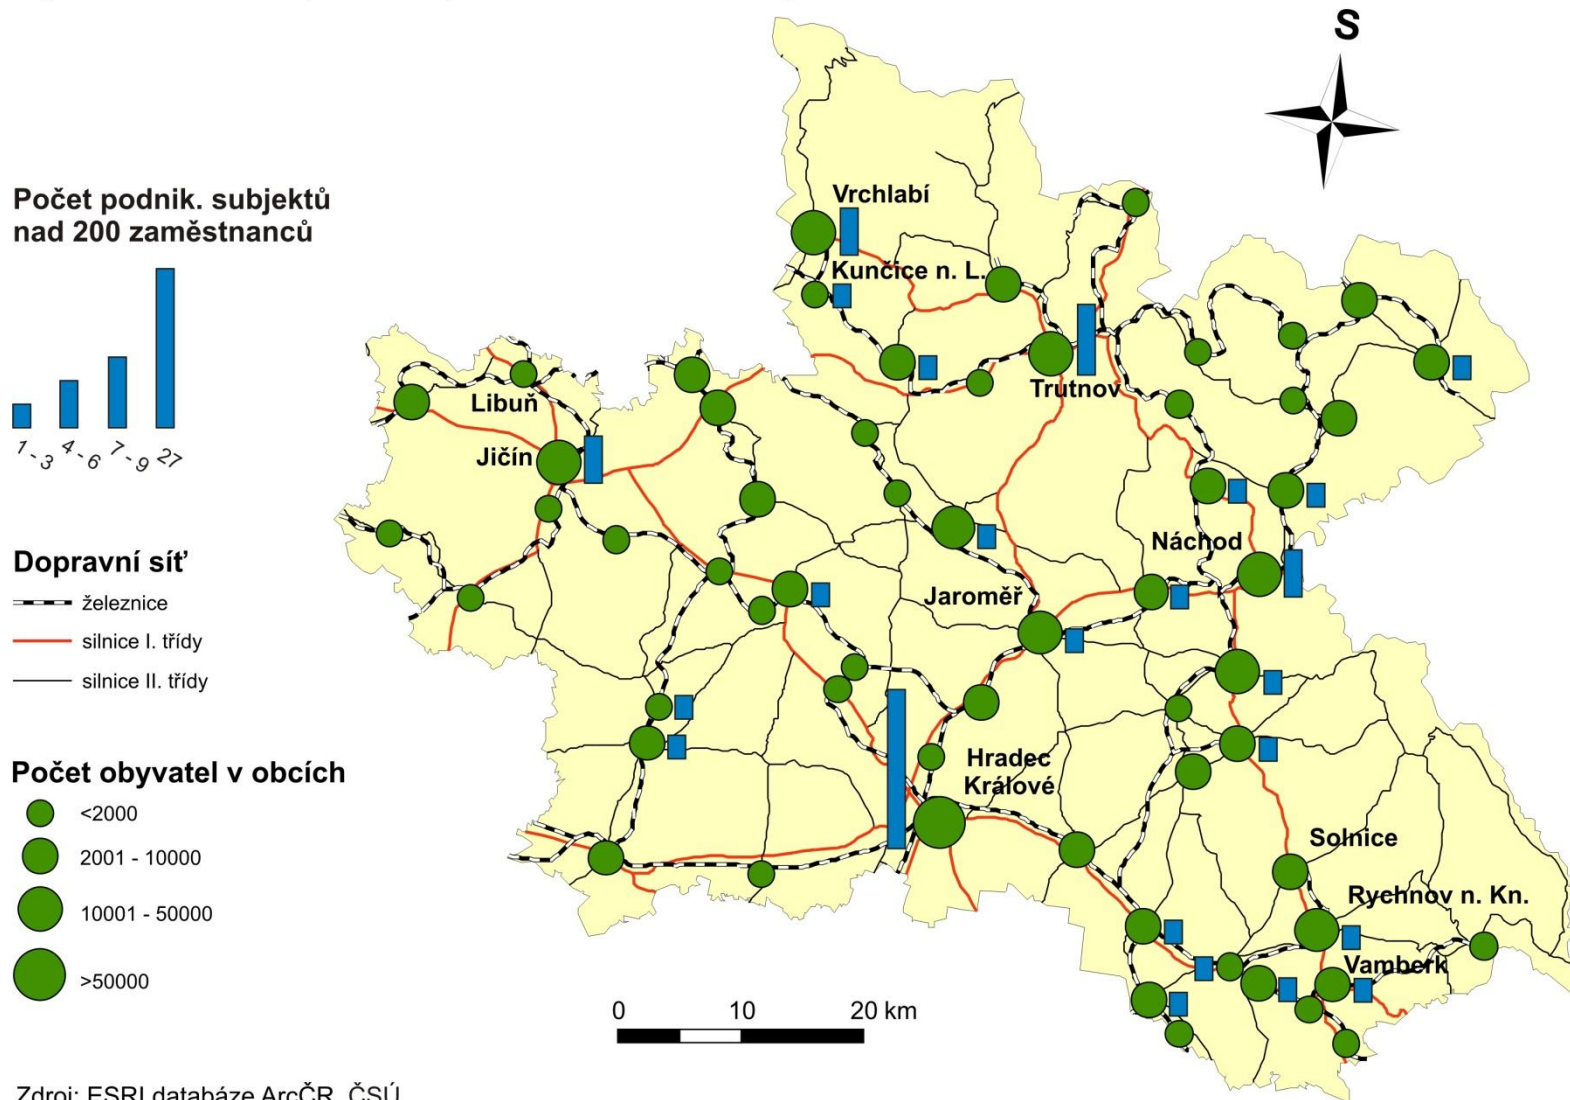 S
Počet podnik. subjektů
nad 200 zaměstnanců
1 - 3
4 - 6
7 - 9
27
Dopravní síť
železnice
silnice I. třídy
silnice II. třídy
Počet obyvatel v obcích
<2000
2001 - 10000
10001 - 50000
>50000
Vrchlabí
Kunčice n. L.
Trutnov
Libuň
Jičín
Náchod
Jaroměř
Hradec
Králové
Solnice
Rychnov n. Kn.
Vamberk
0 10 20 km
Zdroj: ESRI databáze ArcČR, ČSÚ